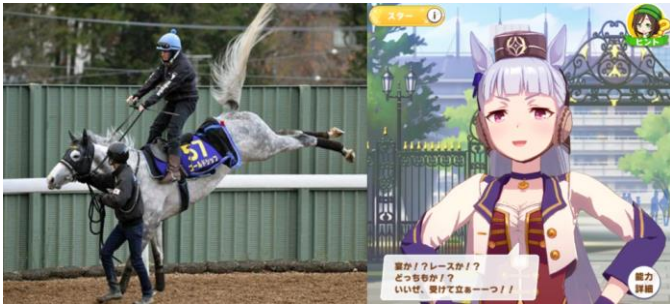 57
ゴールドシップ
スター
i
ヒント
宴か！？レースか！？
どっちもか！？
いいぜ、受けて立ぁーーつ！！
能力
詳細